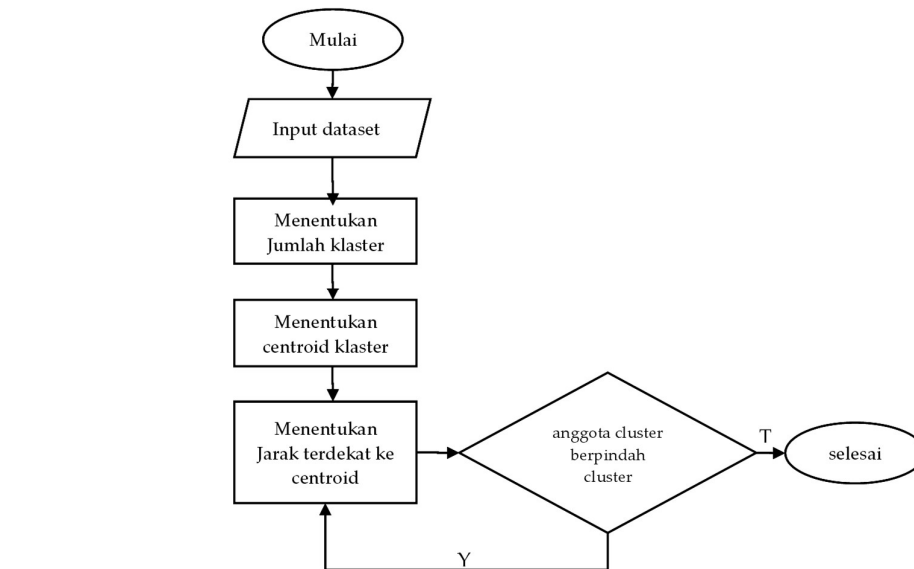 Mulai
Input dataset
Menentukan
Jumlah klaster
Menentukan
centroid klaster
Menentukan
Jarak terdekat ke
centroid
anggota cluster
berpindah
cluster
T
selesai
Y